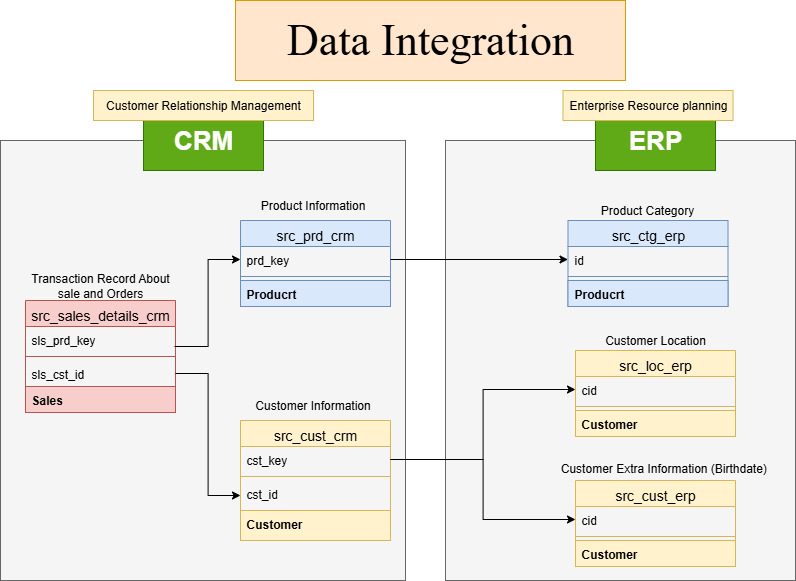 Data Integration
Customer Relationship Management
CRM
Product Information
src_prd_crm
prd_key
Producrt
Transaction Record About
sale and Orders
src_sales_details_crm
sls_prd_key
sls_cst_id
Sales
Customer Information
src_cust_crm
cst_key
cst_id
Customer
Enterprise Resource planning
ERP
Product Category
src_ctg_erp
id
Producrt
Customer Location
src_loc_erp
cid
Customer
Customer Extra Information (Birthdate)
src_cust_erp
cid
Customer